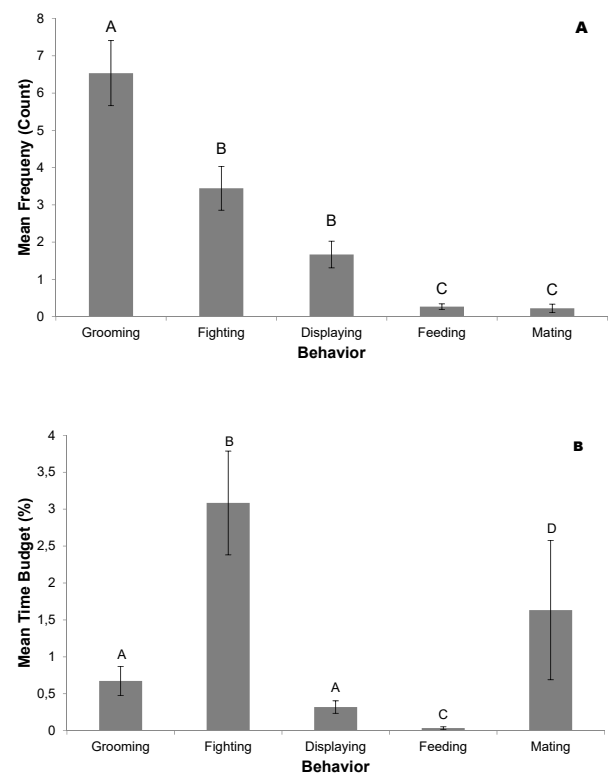 A
8
7
6
5
4
3
2
1
0
Mean Frequeny (Count)
A
B
B
C
C
Grooming Fighting Displaying Feeding Mating
Behavior
B
4
3,5
3
2,5
2
1,5
1
0,5
0
Mean Time Budget (%)
A
B
A
C
D
Grooming Fighting Displaying Feeding Mating
Behavior